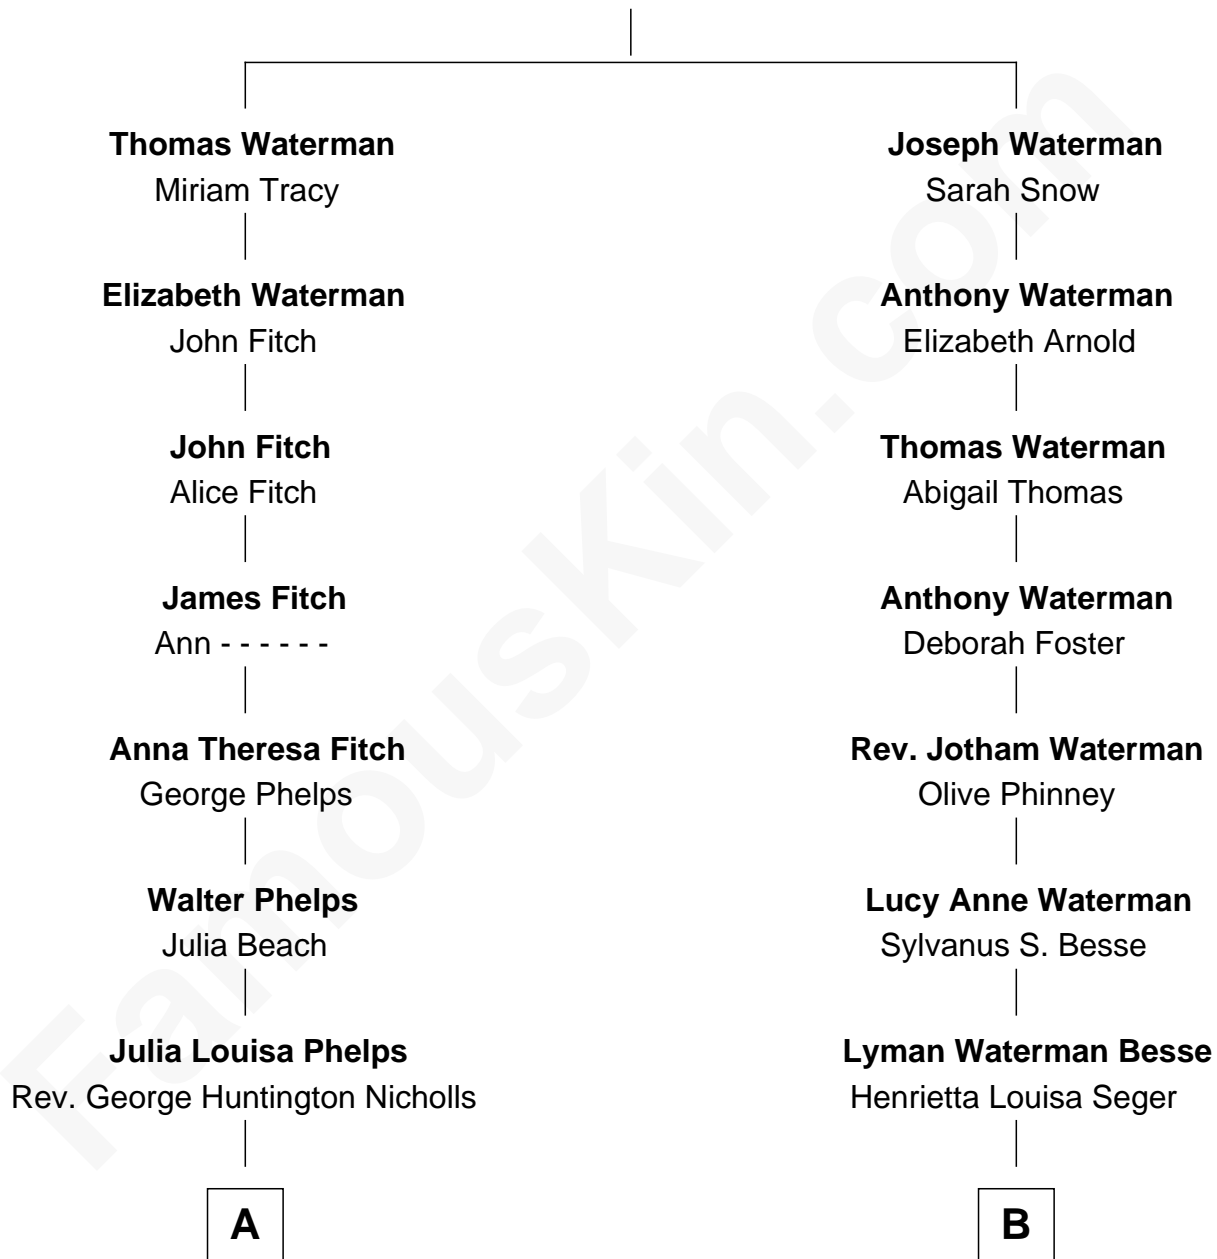 Thomas Waterman
Miriam Tracy
Elizabeth Waterman
John Fitch
John Fitch
Alice Fitch
James Fitch
Ann - - - - - -
Anna Theresa Fitch
George Phelps
Walter Phelps
Julia Beach
Julia Louisa Phelps
Rev. George Huntington Nicholls
A
Joseph Waterman
Sarah Snow
Anthony Waterman
Elizabeth Arnold
Thomas Waterman
Abigail Thomas
Anthony Waterman
Deborah Foster
Rev. Jotham Waterman
Olive Phinney
Lucy Anne Waterman
Sylvanus S. Besse
Lyman Waterman Besse
Henrietta Louisa Seger
B
FamousKin.com